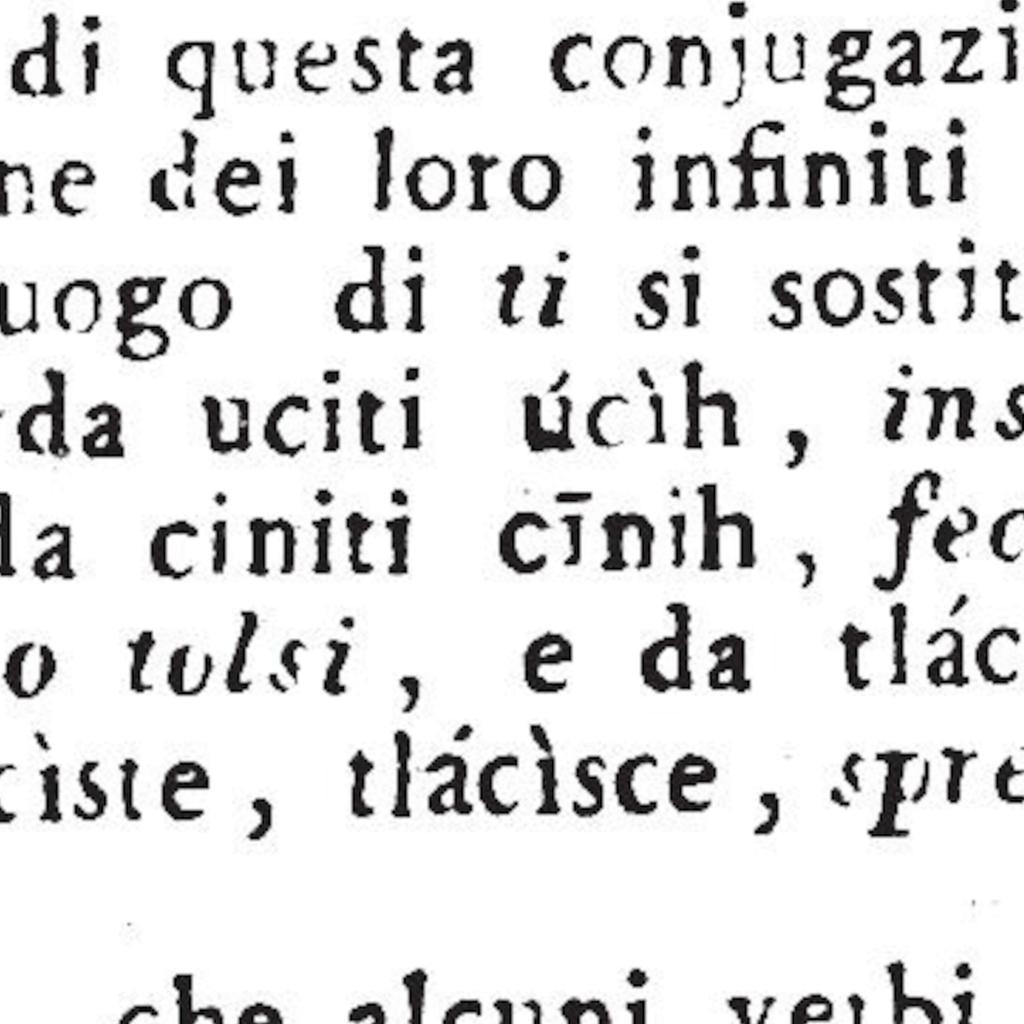 di questa conjugazi
ne dei loro infiniti
uogo di ti si sostit
da uciti úcìh, ins
la ciniti cīnih, fec
o tolsi, e da tlác
cìste, tlácìsce, spre
che alcuni verbi